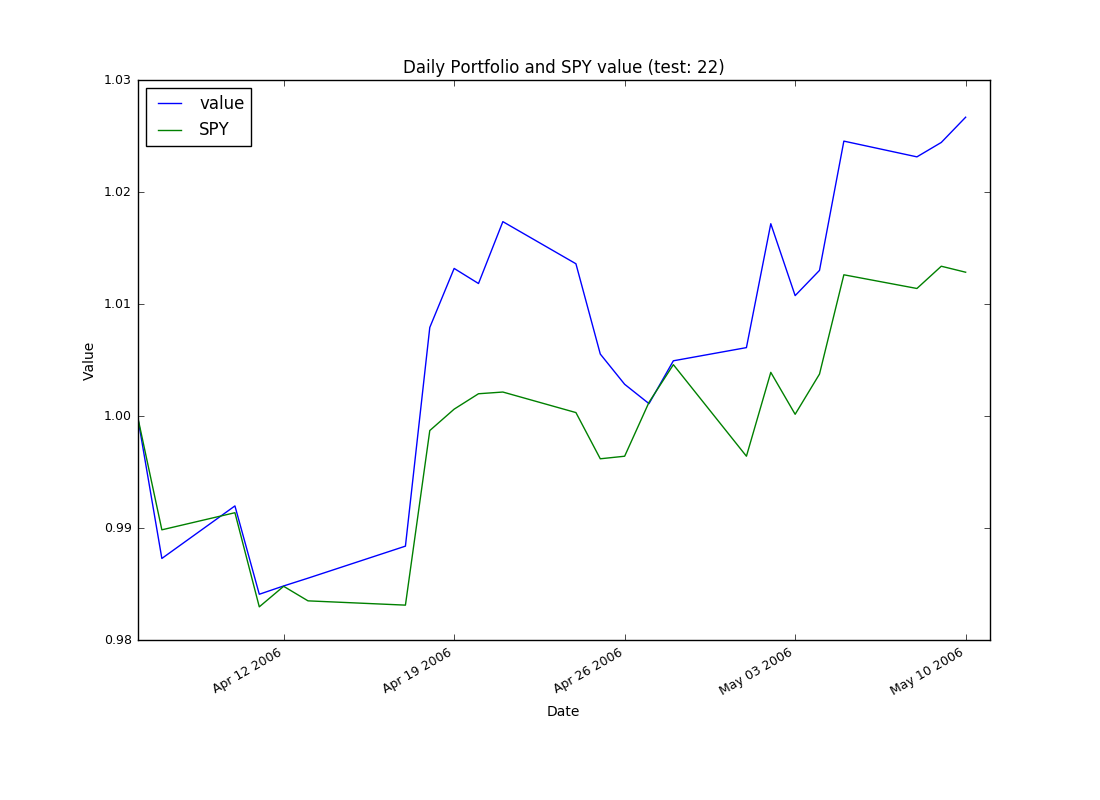 Daily Portfolio and SPY value (test: 22)
1.03
value
SPY
1.02
1.01
Value
1.00
0.99
0.98
Apr 12 2006
Apr 19 2006
Apr 26 2006
May 03 2006
May 10 2006
Date